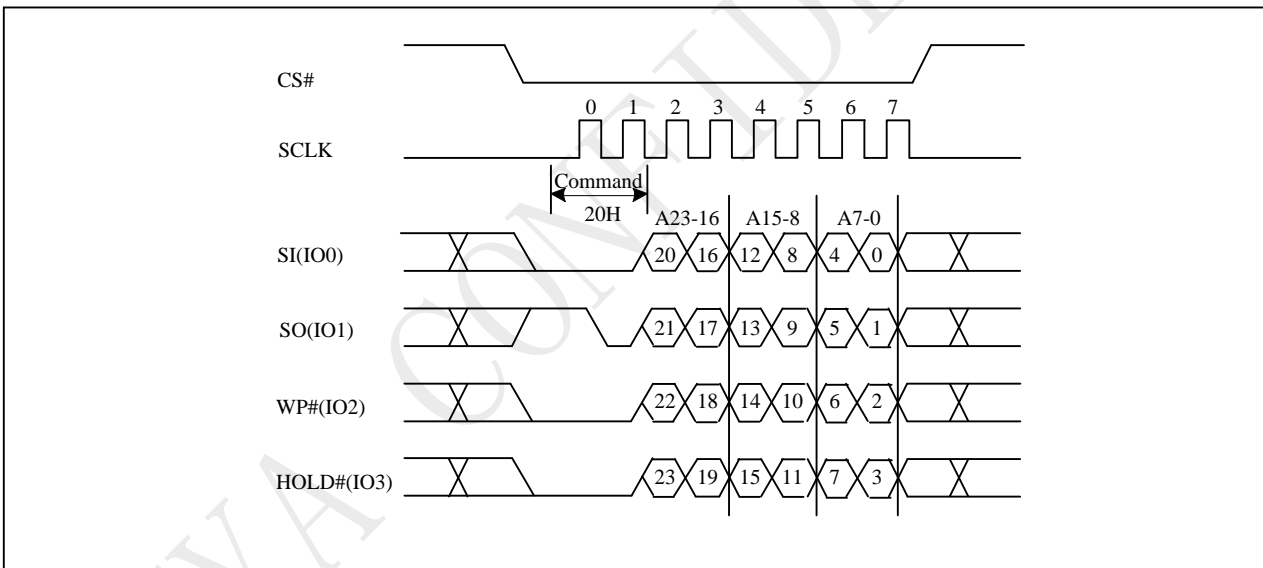 CS#
0 1 2 3 4 5 6 7
SCLK
Command
20H
A23-16 A15-8 A7-0
SI(IO0) 20 16 12 8 4 0
SO(IO1) 21 17 13 9 5 1
WP#(IO2) 22 18 14 10 6 2
HOLD#(IO3) 23 19 15 11 7 3